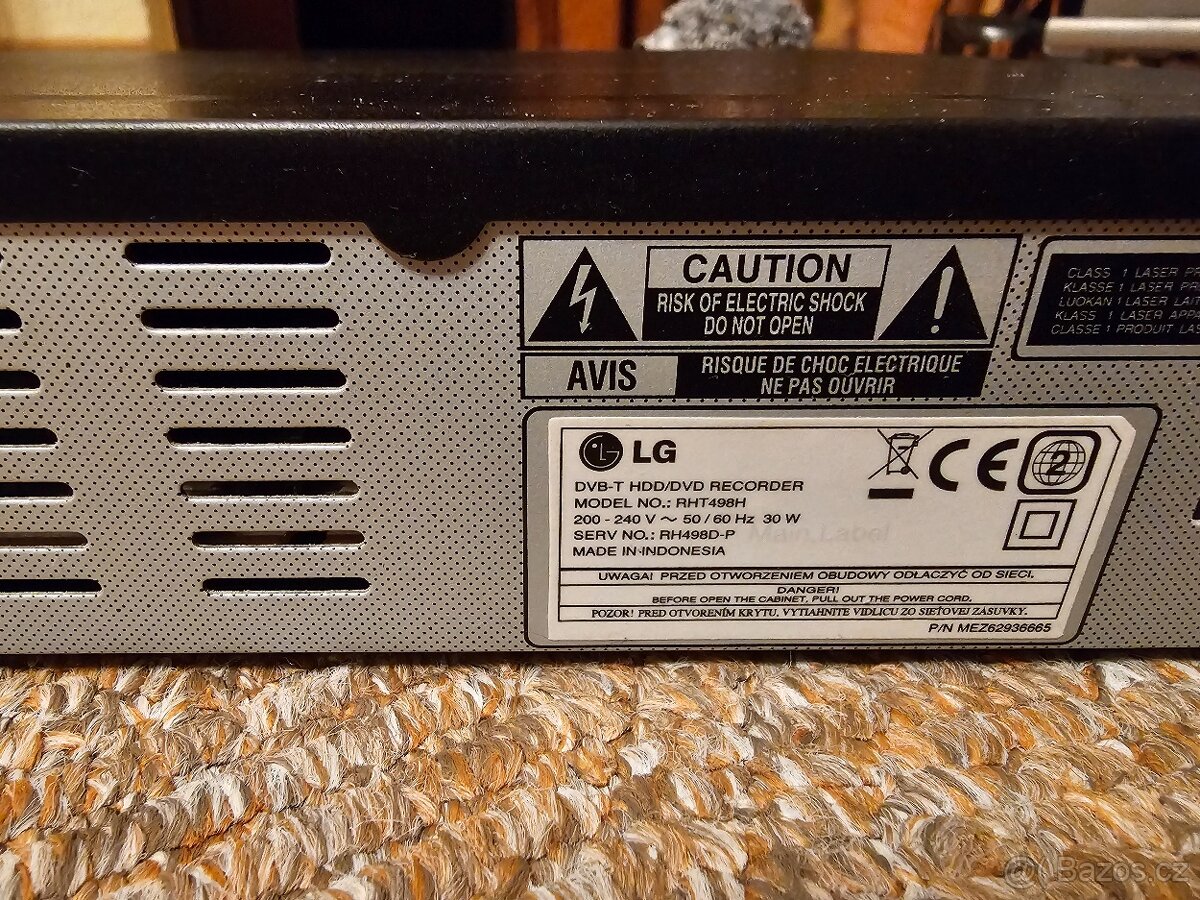 CAUTION
RISK OF ELECTRIC SHOCK
DO NOT OPEN
AVIS
RISQUE DE CHOC ELECTRIQUE
NE PAS OUVRIR
CLASS 1 LASER
KLASSE 1 LASER
LUOKAN 1 LASER
KLASS 1 LASER
CLASSE 1 PRODUIT
LG
DVB-T HDD/DVD RECORDER
MODEL NO.: RHT498H
200 - 240 V ~ 50 / 60 Hz 30 W
SERV NO.: RH498D-P
MADE IN INDONESIA
Main Label
CE
2
UWAGA! PRZED OTWORZENIEM OBUDOWY ODŁACZYĆ OD SIECI.
DANGER!
BEFORE OPEN THE CABINET, PULL OUT THE POWER CORD.
POZOR! PRED OTVORENÍM KRYTU, VYTIAHNITE VIDLICU ZO SIEŤOVEJ ZÁSUVKY.
P/N MEZ62936665
@ Bazos.cz